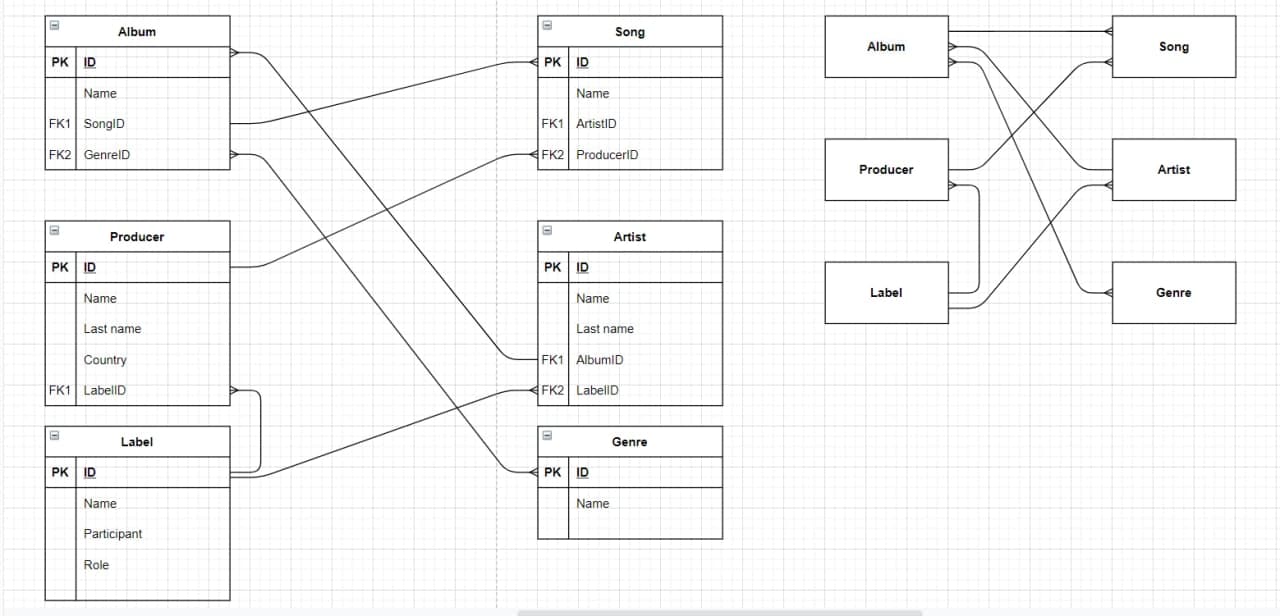 Album
PK ID
Name
FK1 SongID
FK2 GenreID
Song
PK ID
Name
FK1 ArtistID
FK2 ProducerID
Producer
PK ID
Name
Last name
Country
FK1 LabelID
Artist
PK ID
Name
Last name
FK1 AlbumID
FK2 LabelID
Label
PK ID
Name
Participant
Role
Genre
PK ID
Name
Album
Song
Producer
Artist
Label
Genre